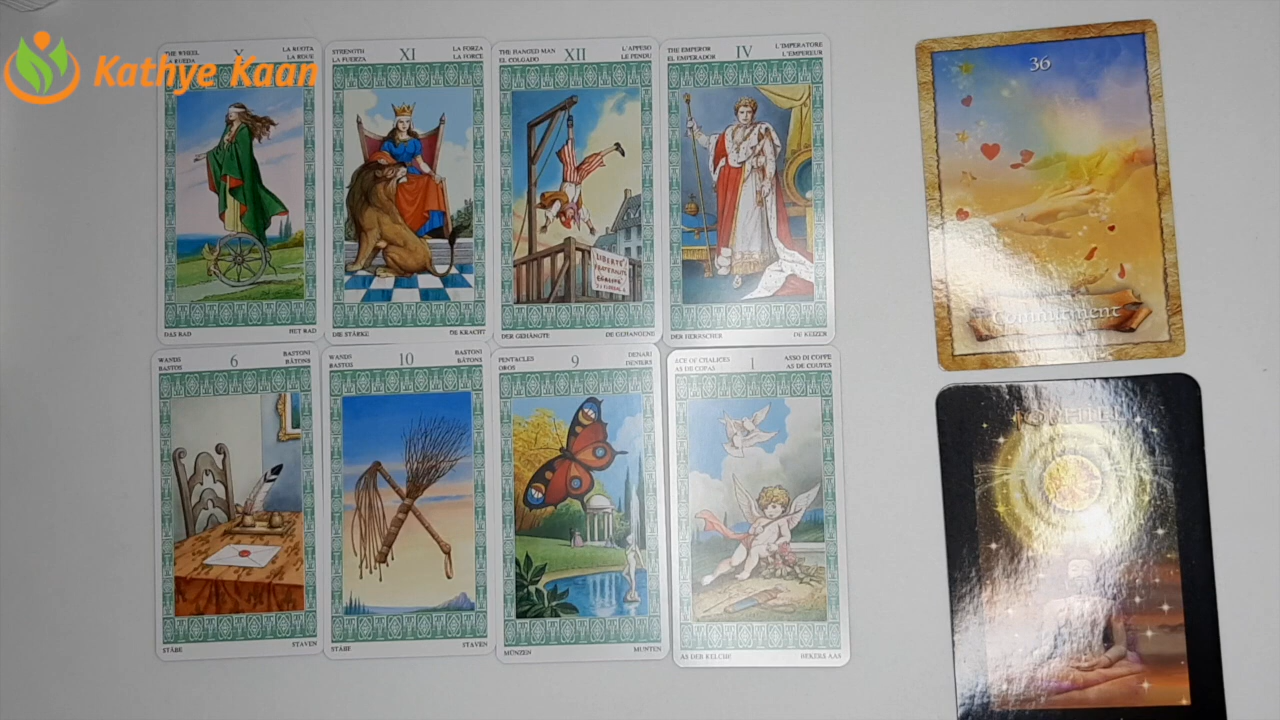 Kathye Kaan
THE WHEEL
LA RUEDA
X
LA RUOTA
LA ROUE
DAS RAD
HET RAD
STRENGTH
LA FUERZA
XI
LA FORZA
LA FORCE
DIE STÄRKE
DE KRACHT
THE HANGED MAN
EL COLGADO
XII
L'APPESO
LE PENDU
LIBERTÉ
FRATERNITÉ
EGALITÉ
DER GEHÄNGTE
DE GEHANGENE
THE EMPEROR
EL EMPERADOR
IV
L'IMPERATORE
L'EMPEREUR
DER HERRSCHER
DE KEIZER
WANDS
BASTOS
6
BASTONI
BÂTONS
STÄBE
STAVEN
WANDS
BASTOS
10
BASTONI
BÂTONS
STÄBE
STAVEN
PENTACLES
OROS
9
DENARI
DENIERS
MÜNZEN
MUNTEN
ACE OF CHALICES
AS DE COPAS
1
ASSO DI COPPE
AS DE COUPES
AS DER KELCHE
BEKERS AAS
36
Commitment